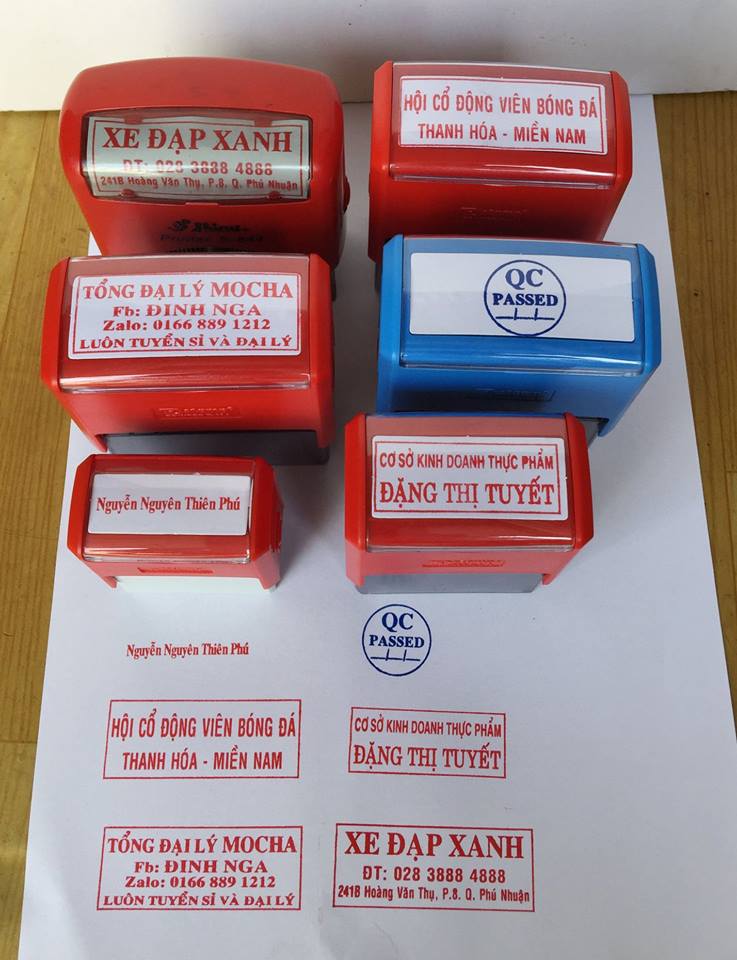 XE ĐẠP XANH
ĐT: 028 3888 4888
241B Hoàng Văn Thụ, P.8. Q. Phú Nhuận
Shiny
HỘI CỔ ĐỘNG VIÊN BÓNG ĐÁ
THANH HÓA - MIỀN NAM
TỔNG ĐẠI LÝ MOCHA
Fb: ĐINH NGA
Zalo: 0166 889 1212
LUÔN TUYỂN SỈ VÀ ĐẠI LÝ
QC
PASSED
Nguyễn Nguyên Thiên Phú
CƠ SỞ KINH DOANH THỰC PHẨM
ĐẶNG THỊ TUYẾT
Nguyễn Nguyên Thiên Phú
QC
PASSED
HỘI CỔ ĐỘNG VIÊN BÓNG ĐÁ
THANH HÓA - MIỀN NAM
CƠ SỞ KINH DOANH THỰC PHẨM
ĐẶNG THỊ TUYẾT
TỔNG ĐẠI LÝ MOCHA
Fb: ĐINH NGA
Zalo: 0166 889 1212
LUÔN TUYỂN SỈ VÀ ĐẠI LÝ
XE ĐẠP XANH
ĐT: 028 3888 4888
241B Hoàng Văn Thụ, P.8. Q. Phú Nhuận